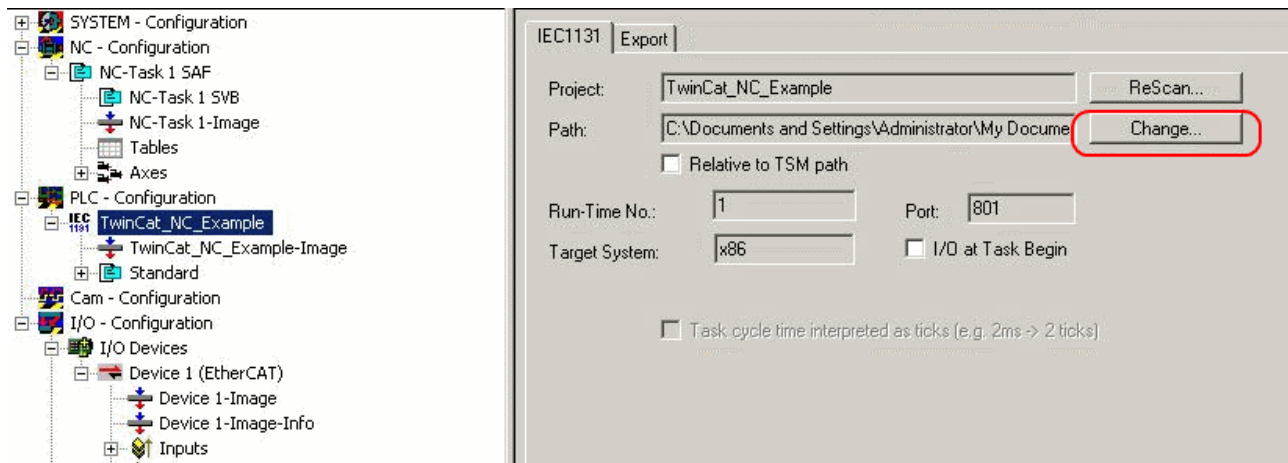 SYSTEM - Configuration
NC - Configuration
NC-Task 1 SAF
NC-Task 1 SVB
NC-Task 1-Image
Tables
Axes
PLC - Configuration
IEC
1131
TwinCat_NC_Example
TwinCat_NC_Example-Image
Standard
Cam - Configuration
I/O - Configuration
I/O Devices
Device 1 (EtherCAT)
Device 1-Image
Device 1-Image-Info
Inputs
IEC1131 Export
Project: TwinCat_NC_Example ReScan...
Path: C:\Documents and Settings\Administrator\My Docume Change...
Relative to TSM path
Run-Time No.: 1 Port: 801
Target System: x86 I/O at Task Begin
Task cycle time interpreted as ticks (e.g. 2ms -> 2 ticks)